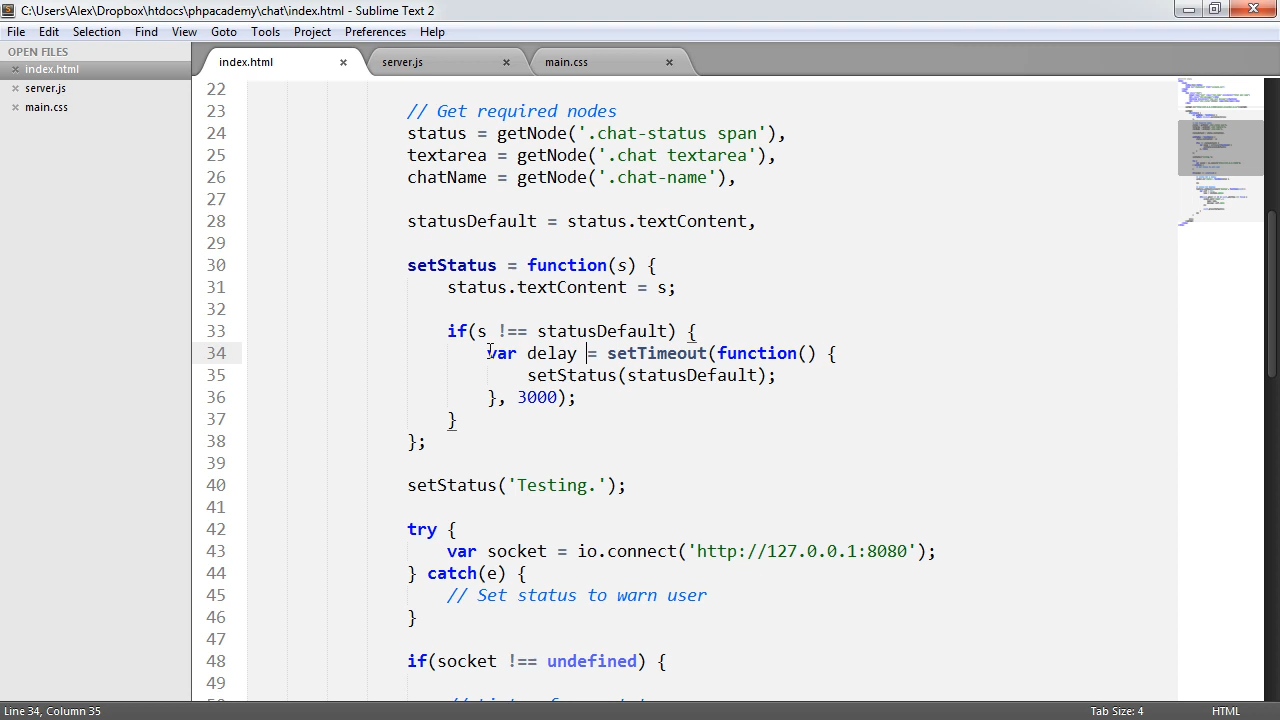 C:\Users\Alex\Dropbox\htdocs\phpacademy\chat\index.html - Sublime Text 2
File Edit Selection Find View Goto Tools Project Preferences Help
OPEN FILES
index.html
server.js
main.css
index.html server.js main.css
22
23 // Get required nodes
24 status = getNode('.chat-status span'),
25 textarea = getNode('.chat textarea'),
26 chatName = getNode('.chat-name'),
27
28 statusDefault = status.textContent,
29
30 setStatus = function(s) {
31 status.textContent = s;
32
33 if(s !== statusDefault) {
34 var delay = setTimeout(function() {
35 setStatus(statusDefault);
36 }, 3000);
37 }
38 };
39
40 setStatus('Testing.');
41
42 try {
43 var socket = io.connect('http://127.0.0.1:8080');
44 } catch(e) {
45 // Set status to warn user
46 }
47
48 if(socket !== undefined) {
49
Line 34, Column 35
Tab Size: 4
HTML